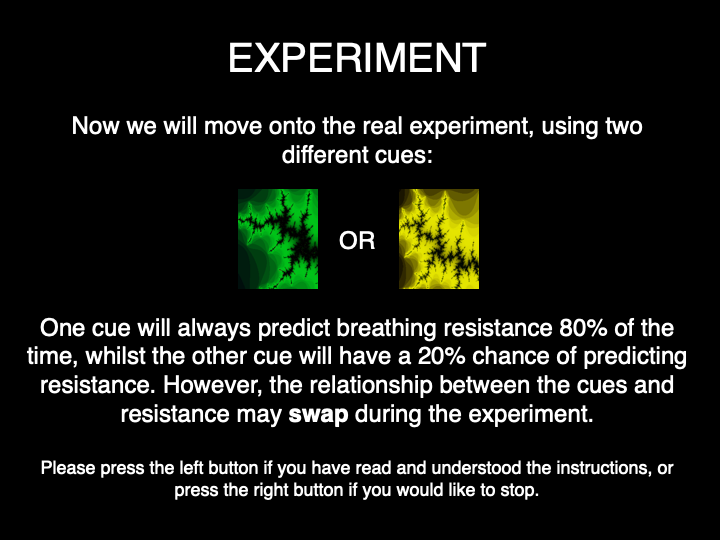 EXPERIMENT
Now we will move onto the real experiment, using two
different cues:
OR
One cue will always predict breathing resistance 80% of the
time, whilst the other cue will have a 20% chance of predicting
resistance. However, the relationship between the cues and
resistance may swap during the experiment.
Please press the left button if you have read and understood the instructions, or
press the right button if you would like to stop.